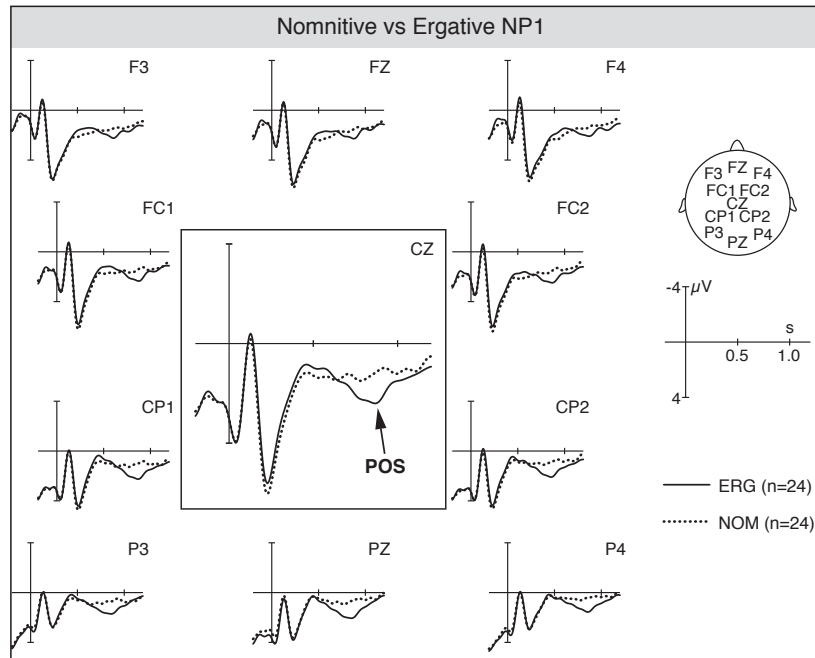 Nomnitive vs Ergative NP1
F3
FZ
F4
FC1
FC2
CZ
POS
CP1
CP2
P3
PZ
P4
F3 FZ F4
FC1 FC2
CZ
CP1 CP2
P3 PZ P4
-4 µV
s
0.5 1.0
4
ERG (n=24)
NOM (n=24)